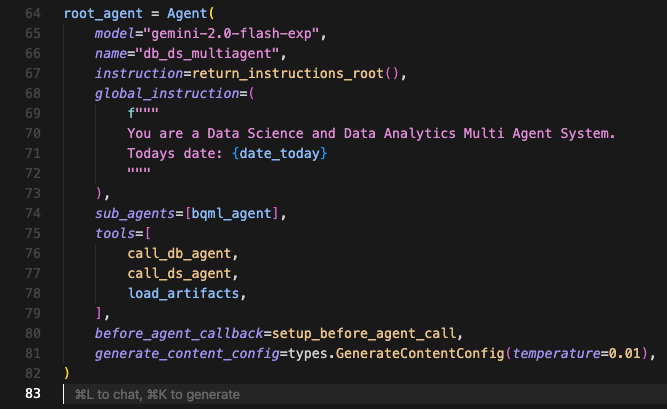 64 root_agent = Agent(
65     model="gemini-2.0-flash-exp",
66     name="db_ds_multiagent",
67     instruction=return_instructions_root(),
68     global_instruction=(
69         f"""
70         You are a Data Science and Data Analytics Multi Agent System.
71         Todays date: {date_today}
72         """
73     ),
74     sub_agents=[bqml_agent],
75     tools=[
76         call_db_agent,
77         call_ds_agent,
78         load_artifacts,
79     ],
80     before_agent_callback=setup_before_agent_call,
81     generate_content_config=types.GenerateContentConfig(temperature=0.01),
82 )
83 ⌘L to chat, ⌘K to generate